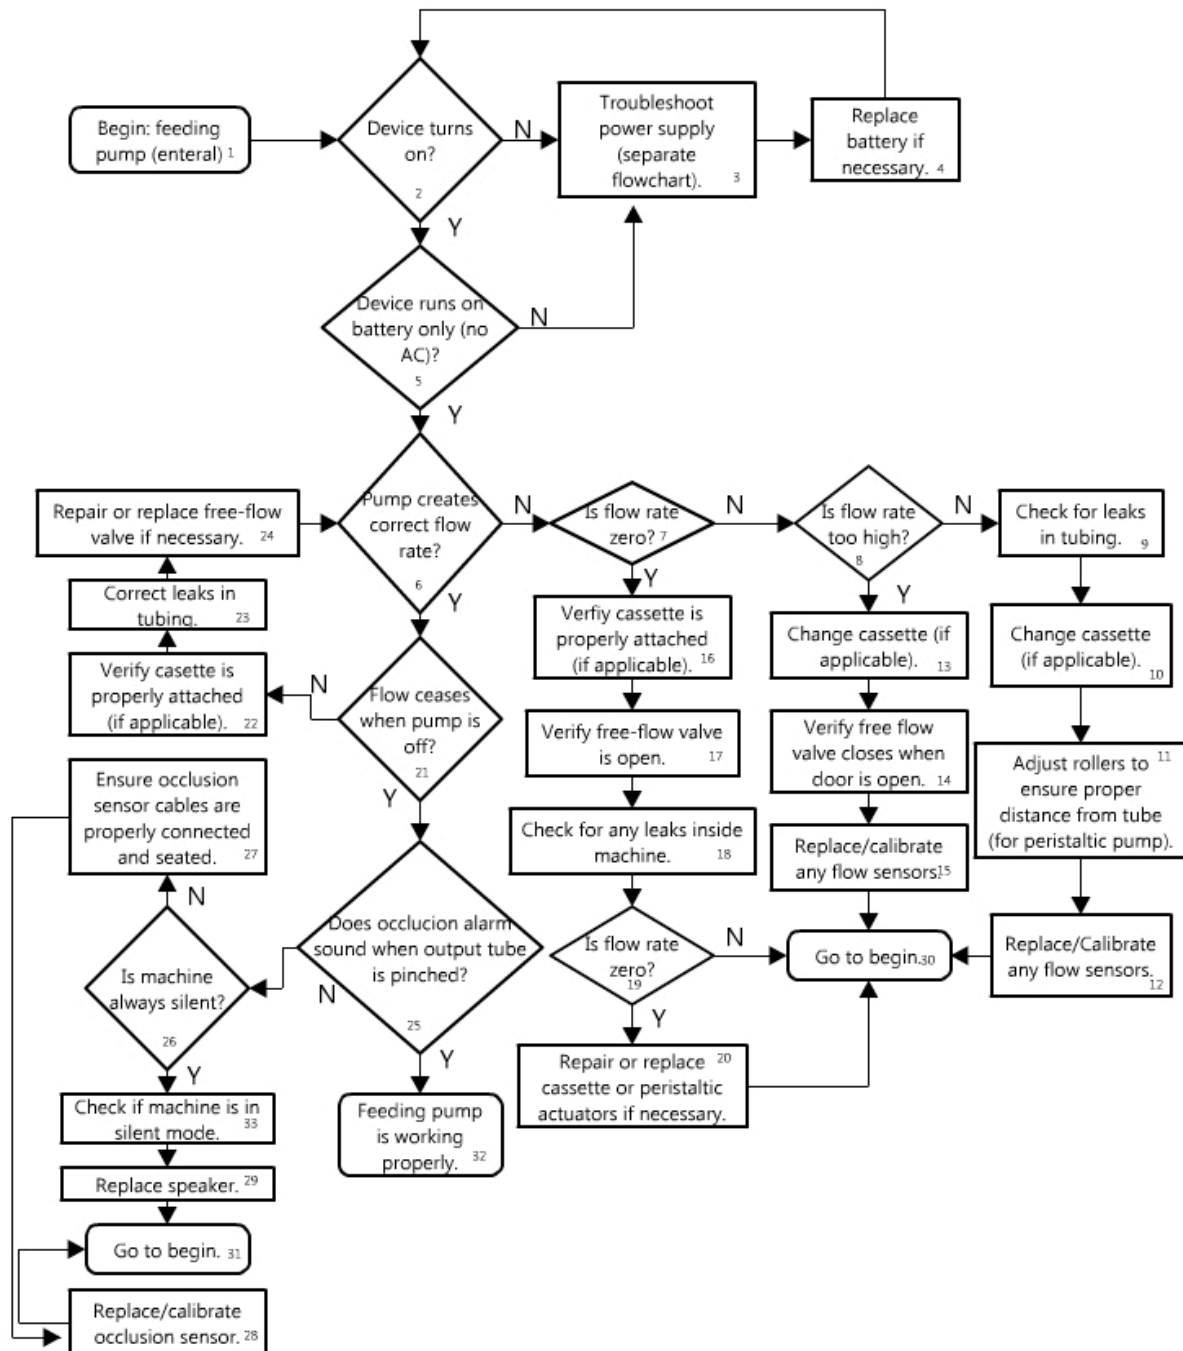 Begin: feeding
pump (enteral) 1
Device turns
on?
2
N
Troubleshoot
power supply
(separate
flowchart). 3
Replace
battery if
necessary. 4
Y
Device runs on
battery only (no
AC)?
5
N
Y
Pump creates
correct flow
rate?
6
N
Is flow rate
zero? 7
N
Is flow rate
too high?
8
N
Check for leaks
in tubing. 9
Repair or replace free-flow
valve if necessary. 24
Correct leaks in
tubing. 23
Verify casette is
properly attached
(if applicable). 22
Y
Flow ceases
when pump is
off?
21
N
Y
Verfiy cassette is
properly attached
(if applicable). 16
Verify free-flow valve
is open. 17
Check for any leaks inside
machine. 18
Is flow rate
zero?
19
N
Y
Repair or replace 20
cassette or peristaltic
actuators if necessary.
Y
Change cassette (if
applicable). 13
Verify free flow
valve closes when
door is open. 14
Replace/calibrate
any flow sensors. 15
Go to begin. 30
Change cassette
(if applicable). 10
Adjust rollers to 11
ensure proper
distance from tube
(for peristaltic pump).
Replace/Calibrate
any flow sensors. 12
Y
Does occlucion alarm
sound when output tube
is pinched?
25
N
Y
Feeding pump
is working
properly. 32
Ensure occlusion
sensor cables are
properly connected
and seated. 27
N
Is machine
always silent?
26
Y
Check if machine is in
silent mode. 33
Replace speaker. 29
Go to begin. 31
Replace/calibrate
occlusion sensor. 28